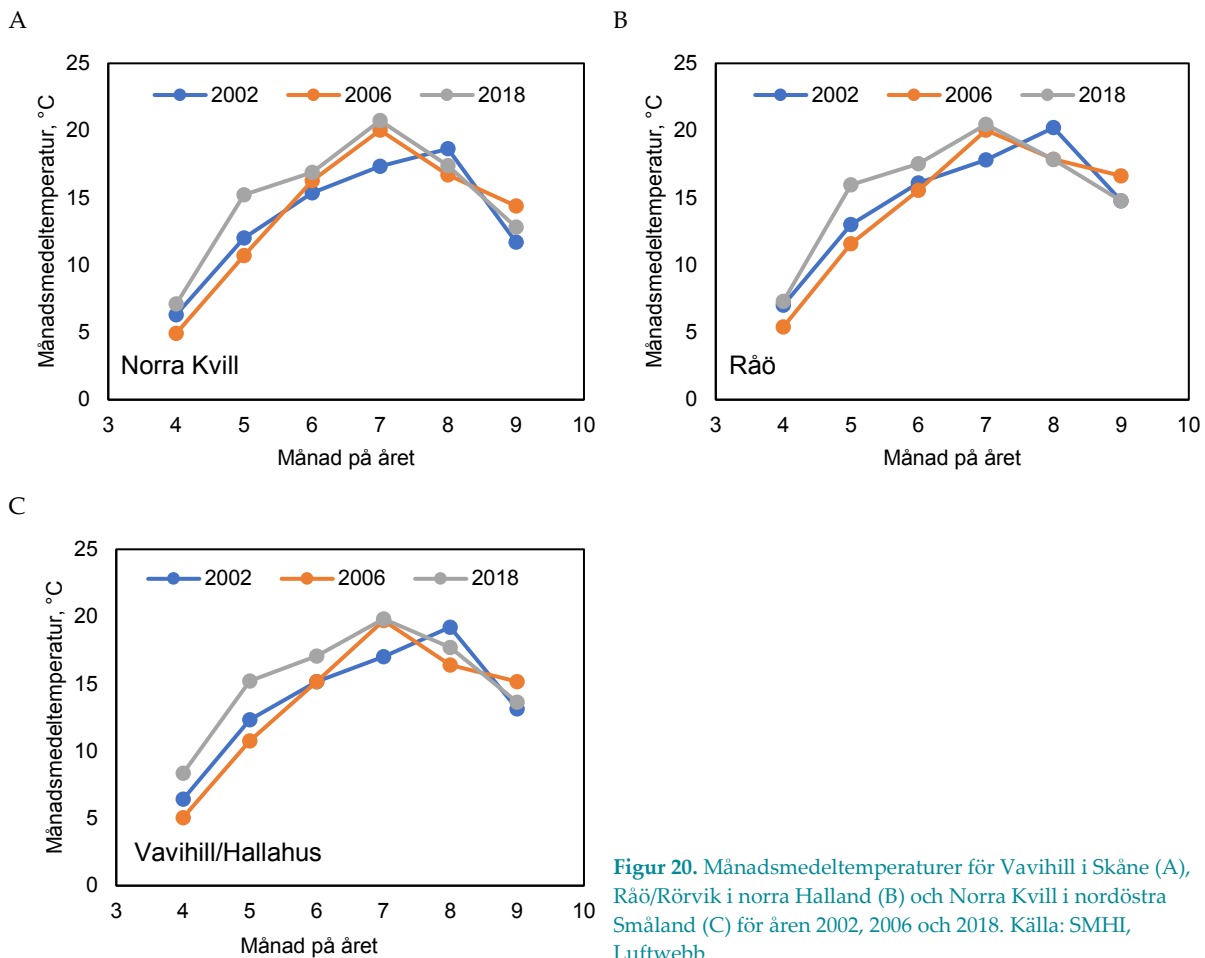 A
B
25
20
15
10
5
0
Månadsmedeltemperatur, °C
2002 2006 2018
Norra Kvill
3 4 5 6 7 8 9 10
Månad på året
25
20
15
10
5
0
Månadsmedeltemperatur, °C
2002 2006 2018
Råö
3 4 5 6 7 8 9 10
Månad på året
C
25
20
15
10
5
0
Månadsmedeltemperatur, °C
2002 2006 2018
Vavihill/Hallahus
3 4 5 6 7 8 9 10
Månad på året
Figur 20. Månadsmedeltemperaturer för Vavihill i Skåne (A),
Råö/Rörvik i norra Halland (B) och Norra Kvill i nordöstra
Småland (C) för åren 2002, 2006 och 2018. Källa: SMHI,
Luftwebb